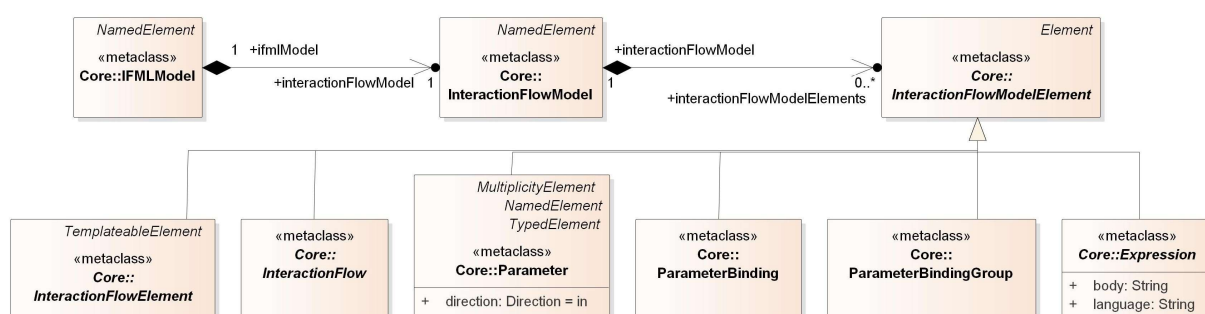 NamedElement
«metaclass»
Core::IFMLModel
1 +ifmlModel
+interactionFlowModel 1
NamedElement
«metaclass»
Core::
InteractionFlowModel
+interactionFlowModel
1 0..*
+interactionFlowModelElements
Element
«metaclass»
Core::
InteractionFlowModelElement
TemplateableElement
«metaclass»
Core::
InteractionFlowElement
«metaclass»
Core::
InteractionFlow
MultiplicityElement
NamedElement
TypedElement
«metaclass»
Core::Parameter
+ direction: Direction = in
«metaclass»
Core::
ParameterBinding
«metaclass»
Core::
ParameterBindingGroup
«metaclass»
Core::Expression
+ body: String
+ language: String